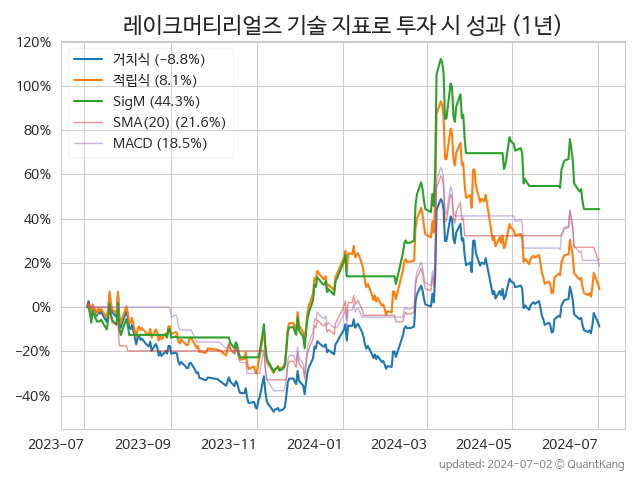 레이크머티리얼즈 기술 지표로 투자 시 성과 (1년)
120%
100%
80%
60%
40%
20%
0%
−20%
−40%
거치식 (−8.8%)
적립식 (8.1%)
SigM (44.3%)
SMA(20) (21.6%)
MACD (18.5%)
2023-07 2023-09 2023-11 2024-01 2024-03 2024-05 2024-07
updated: 2024-07-02 © QuantKang